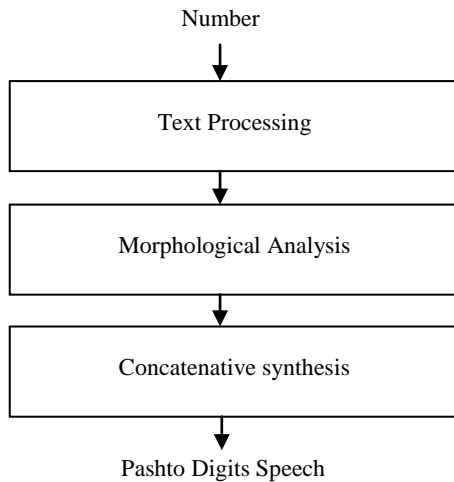 Number
Text Processing
Morphological Analysis
Concatenative synthesis
Pashto Digits Speech